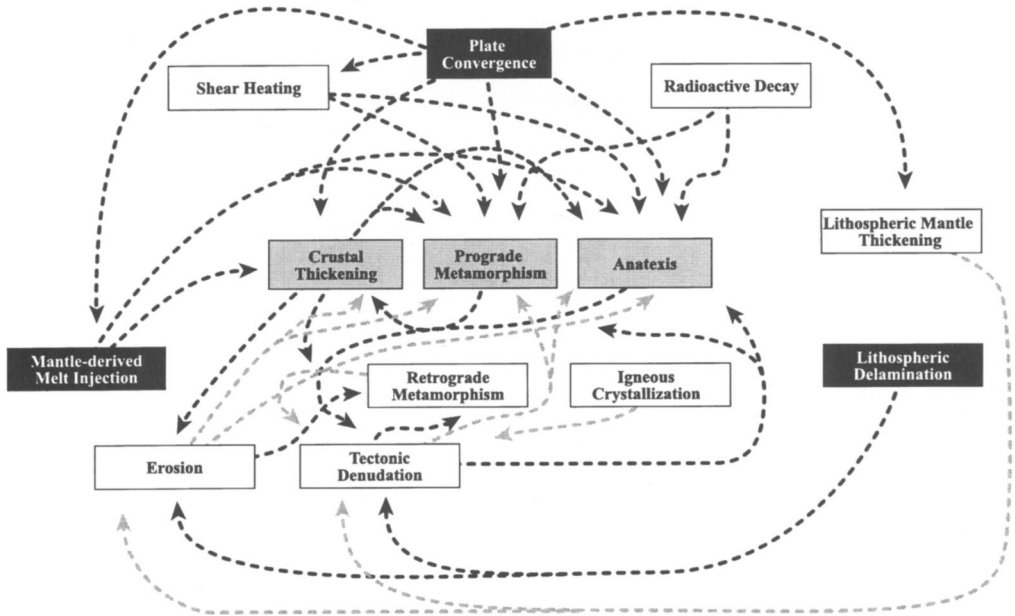 Plate
Convergence
Shear Heating
Radioactive Decay
Lithospheric Mantle
Thickening
Crustal
Thickening
Prograde
Metamorphism
Anatexis
Mantle-derived
Melt Injection
Retrograde
Metamorphism
Igneous
Crystallization
Lithospheric
Delamination
Erosion
Tectonic
Denudation